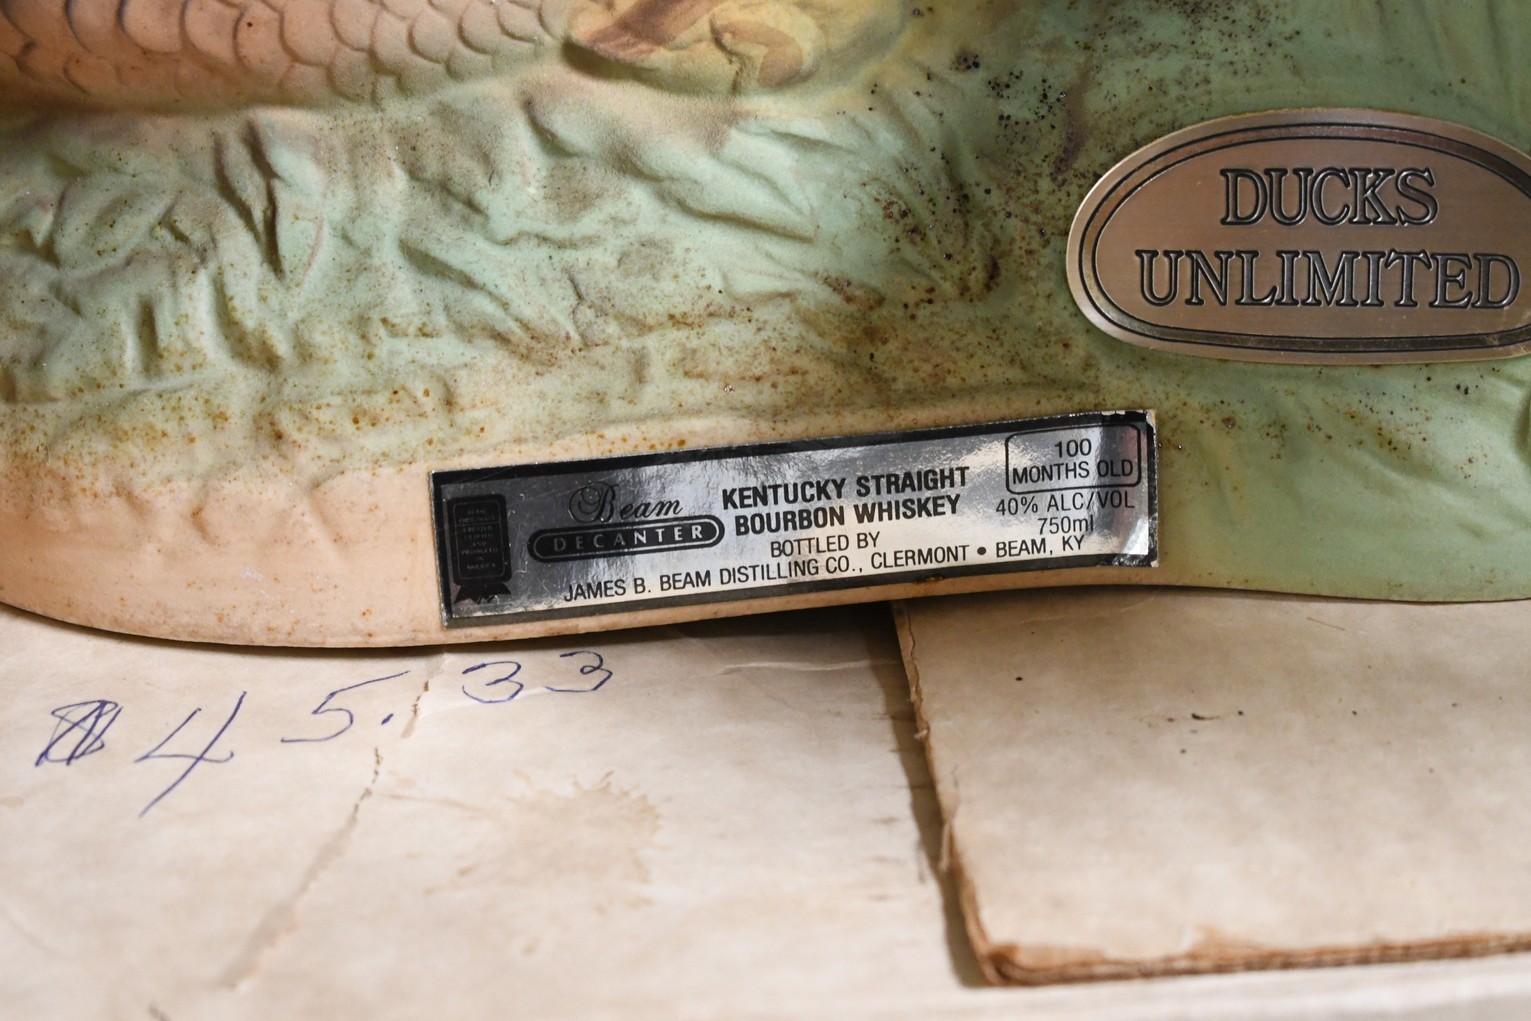 DUCKS
UNLIMITED
Beam
DECANTER
KENTUCKY STRAIGHT
BOURBON WHISKEY
100
MONTHS OLD
40% ALC/VOL
750ml
BOTTLED BY
JAMES B. BEAM DISTILLING CO., CLERMONT • BEAM, KY
$45.33